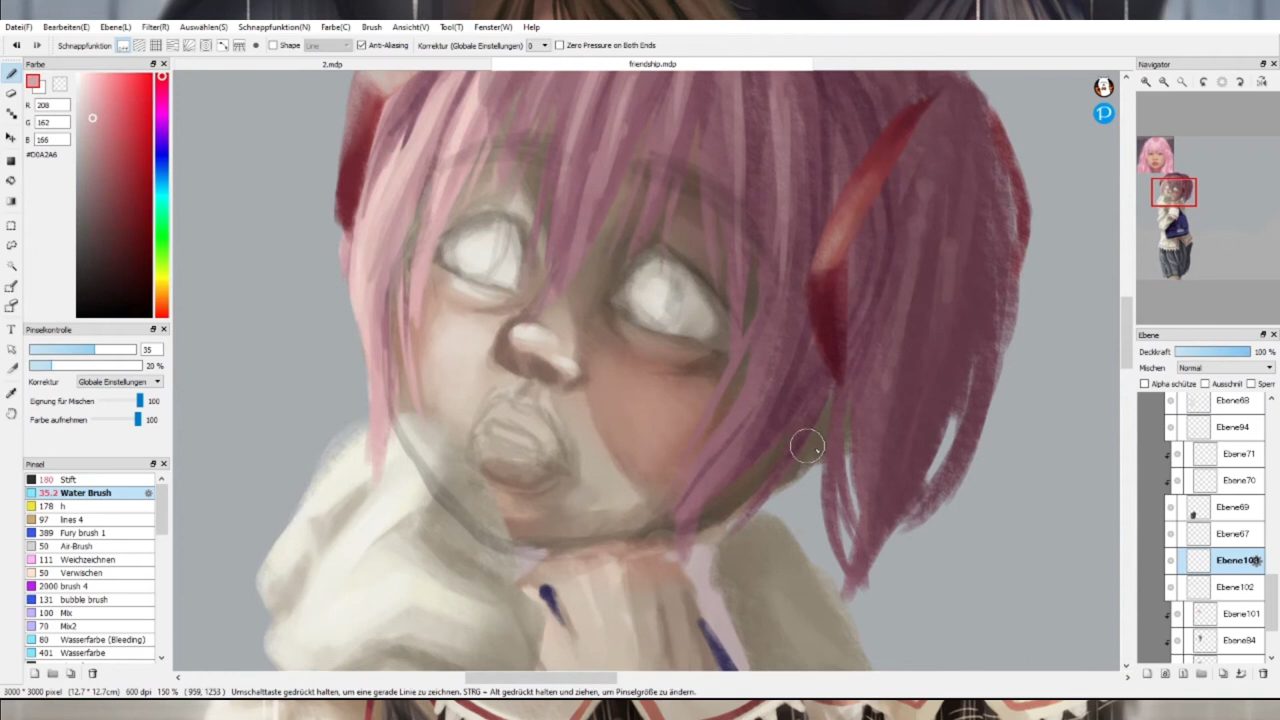 Datei(F) Bearbeiten(E) Ebene(L) Filter(R) Auswählen(S) Schnappfunktion(N) Farbe(C) Brush Ansicht(V) Tool(T) Fenster(W) Help
Schnappfunktion Shape Line Anti-Aliasing Korrektur (Globale Einstellungen) 0 Zero Pressure on Both Ends
Farbe
2.mdp friendship.mdp
Navigator
R 208
G 162
B 166
#D0A2A6
Pinselkontrolle
35
20 %
Korrektur Globale Einstellungen
Eignung für Mischen 100
Farbe aufnehmen 100
Pinsel
180 Stift
35.2 Water Brush
178 h
97 lines 4
389 Fury brush 1
50 Air-Brush
111 Weichzeichnen
50 Verwischen
2000 brush 4
131 bubble brush
100 Mix
70 Mix2
80 Wasserfarbe (Bleeding)
401 Wasserfarbe
Ebene
Deckkraft 100 %
Mischen Normal
Alpha schütze Ausschnit Sperr
Ebene68
Ebene94
Ebene71
Ebene70
Ebene69
Ebene67
Ebene102
Ebene101
Ebene84
3000 * 3000 pixel (12.7 * 12.7cm) 600 dpi 150 % ( 959, 1253 ) Umschalttaste gedrückt halten, um eine gerade Linie zu zeichnen. STRG + Alt gedrückt halten und ziehen, um Pinselgröße zu ändern.